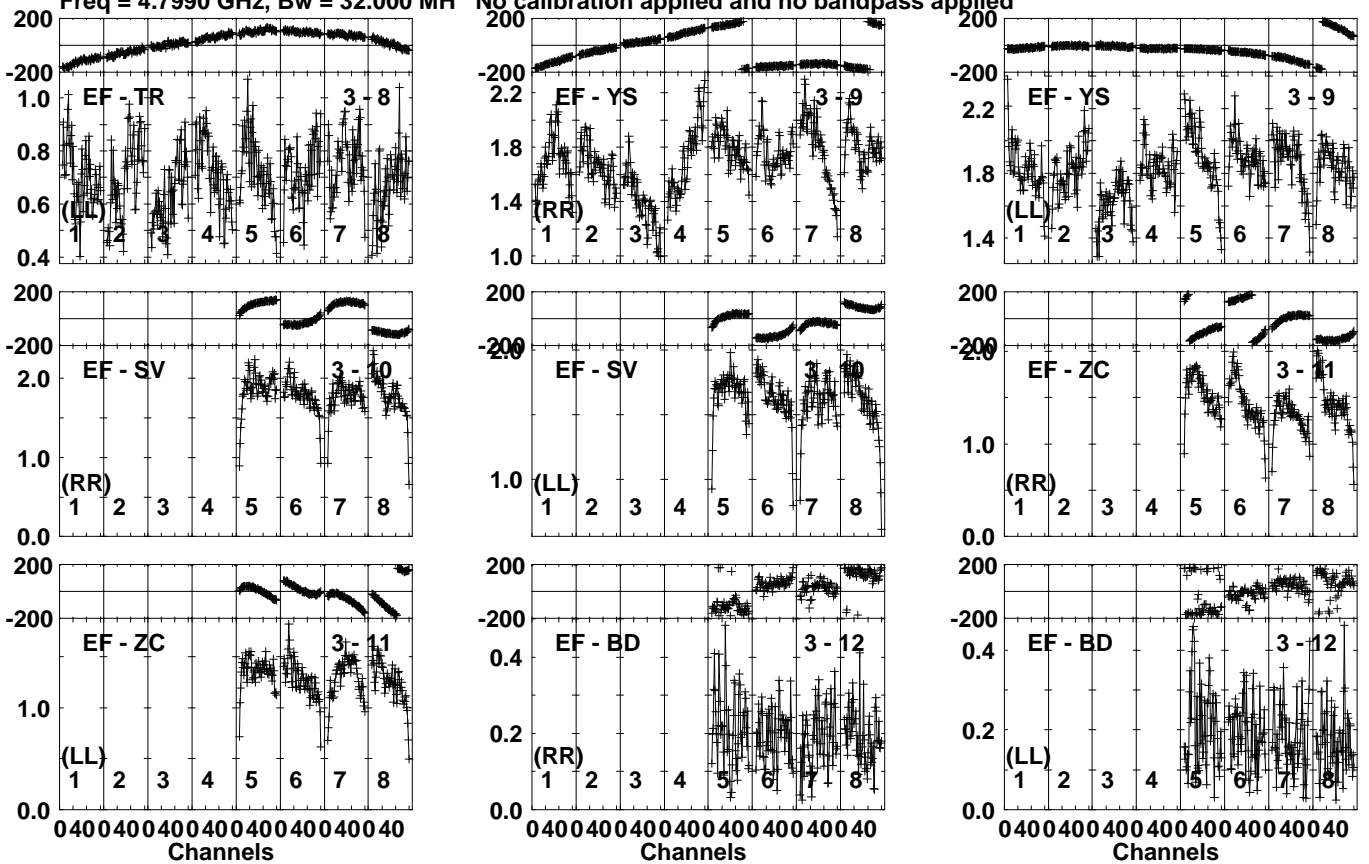 Freq = 4.7990 GHz, Bw = 32.000 MH No calibration applied and no bandpass applied
200
-200
EF - TR 3 - 8
1.0
0.8
0.6
0.4
(LL)
1 2 3 4 5 6 7 8
200
-200
EF - YS 3 - 9
2.2
1.8
1.4
1.0
(RR)
1 2 3 4 5 6 7 8
200
-200
EF - YS 3 - 9
2.2
1.8
1.4
(LL)
1 2 3 4 5 6 7 8
200
-200
EF - SV 3 - 10
2.0
1.0
0.0
(RR)
1 2 3 4 5 6 7 8
200
-200
2.0
EF - SV 3 - 10
1.0
(LL)
1 2 3 4 5 6 7 8
200
-200
2.0
EF - ZC 3 - 11
1.0
0.0
(RR)
1 2 3 4 5 6 7 8
200
-200
EF - ZC 3 - 11
1.0
0.0
(LL)
1 2 3 4 5 6 7 8
0 40 0 40 0 40 0 40 0 40 0 40 0 40 0 40
Channels
200
-200
EF - BD 3 - 12
0.4
0.2
0.0
(RR)
1 2 3 4 5 6 7 8
0 40 0 40 0 40 0 40 0 40 0 40 0 40 0 40
Channels
200
-200
EF - BD 3 - 12
0.4
0.2
0.0
(LL)
1 2 3 4 5 6 7 8
0 40 0 40 0 40 0 40 0 40 0 40 0 40 0 40
Channels